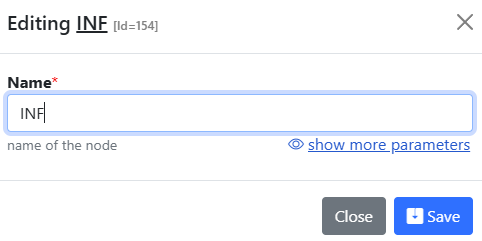 Editing INF [Id=154]
Name*
INF
name of the node
show more parameters
Close
Save